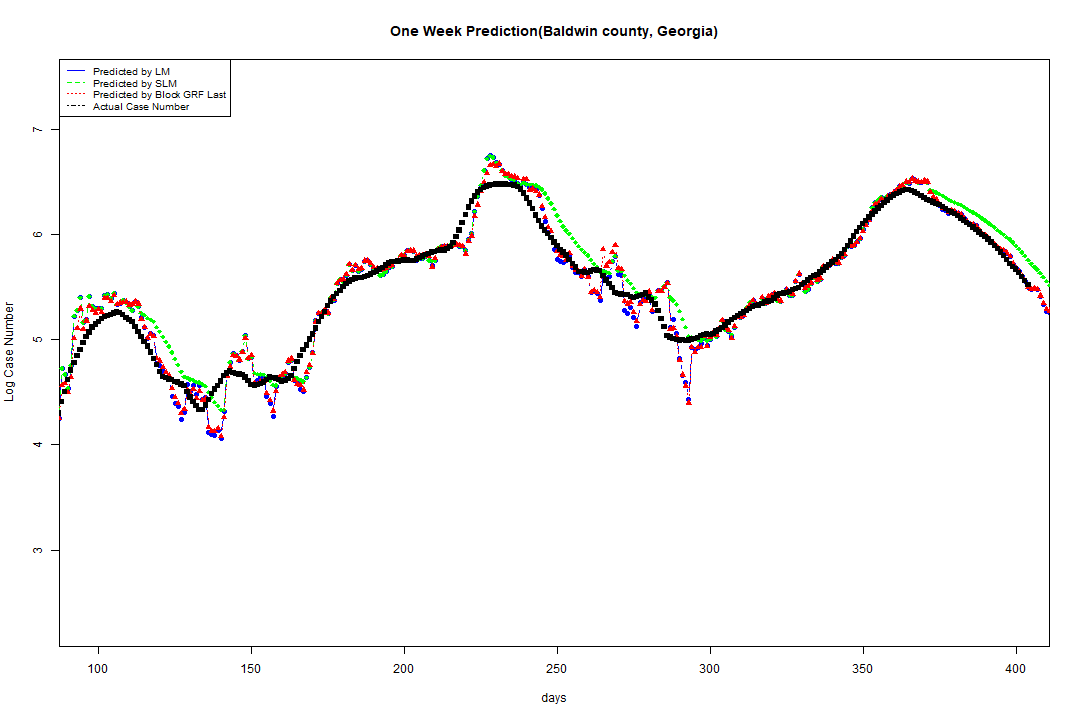 One Week Prediction(Baldwin county, Georgia)
Predicted by LM
Predicted by SLM
Predicted by Block GRF Last
Actual Case Number
7
6
5
4
3
Log Case Number
100 150 200 250 300 350 400
days